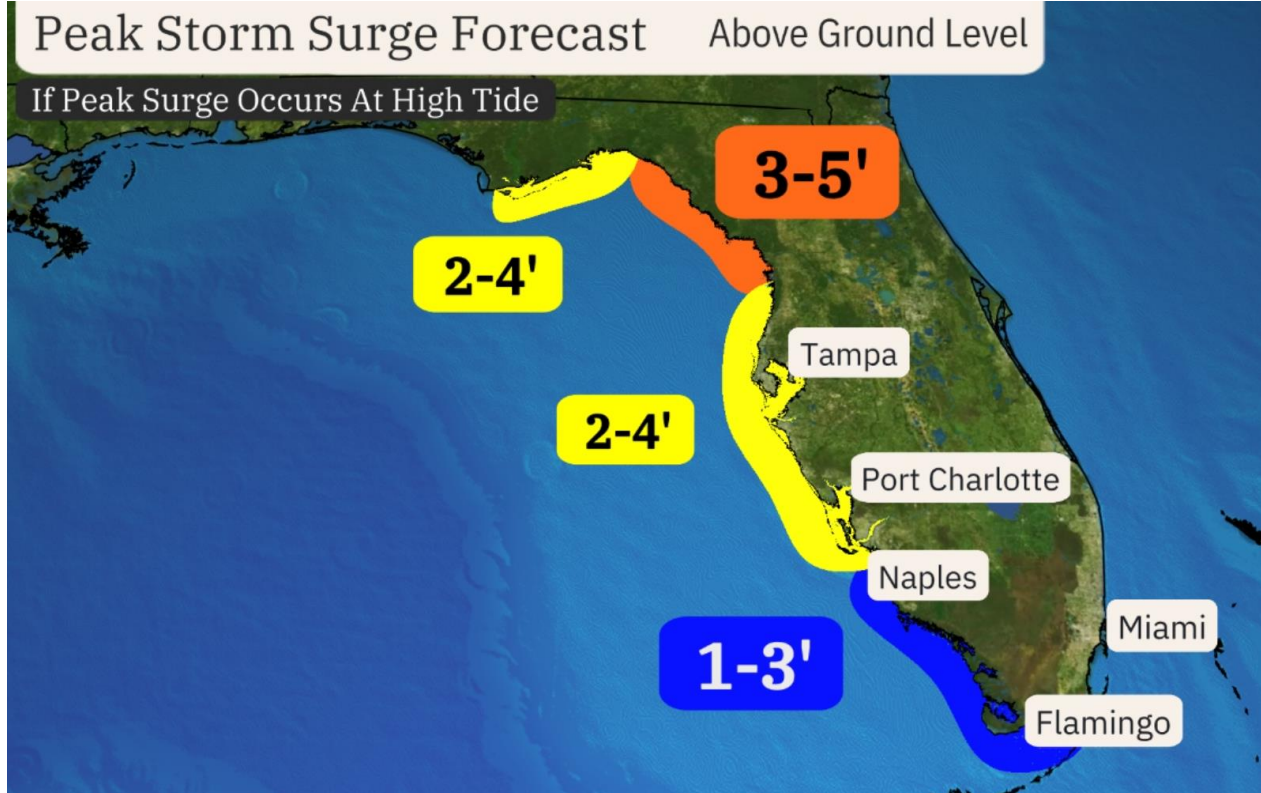 Peak Storm Surge Forecast Above Ground Level
If Peak Surge Occurs At High Tide
3-5'
2-4'
Tampa
2-4'
Port Charlotte
Naples
1-3'
Miami
Flamingo